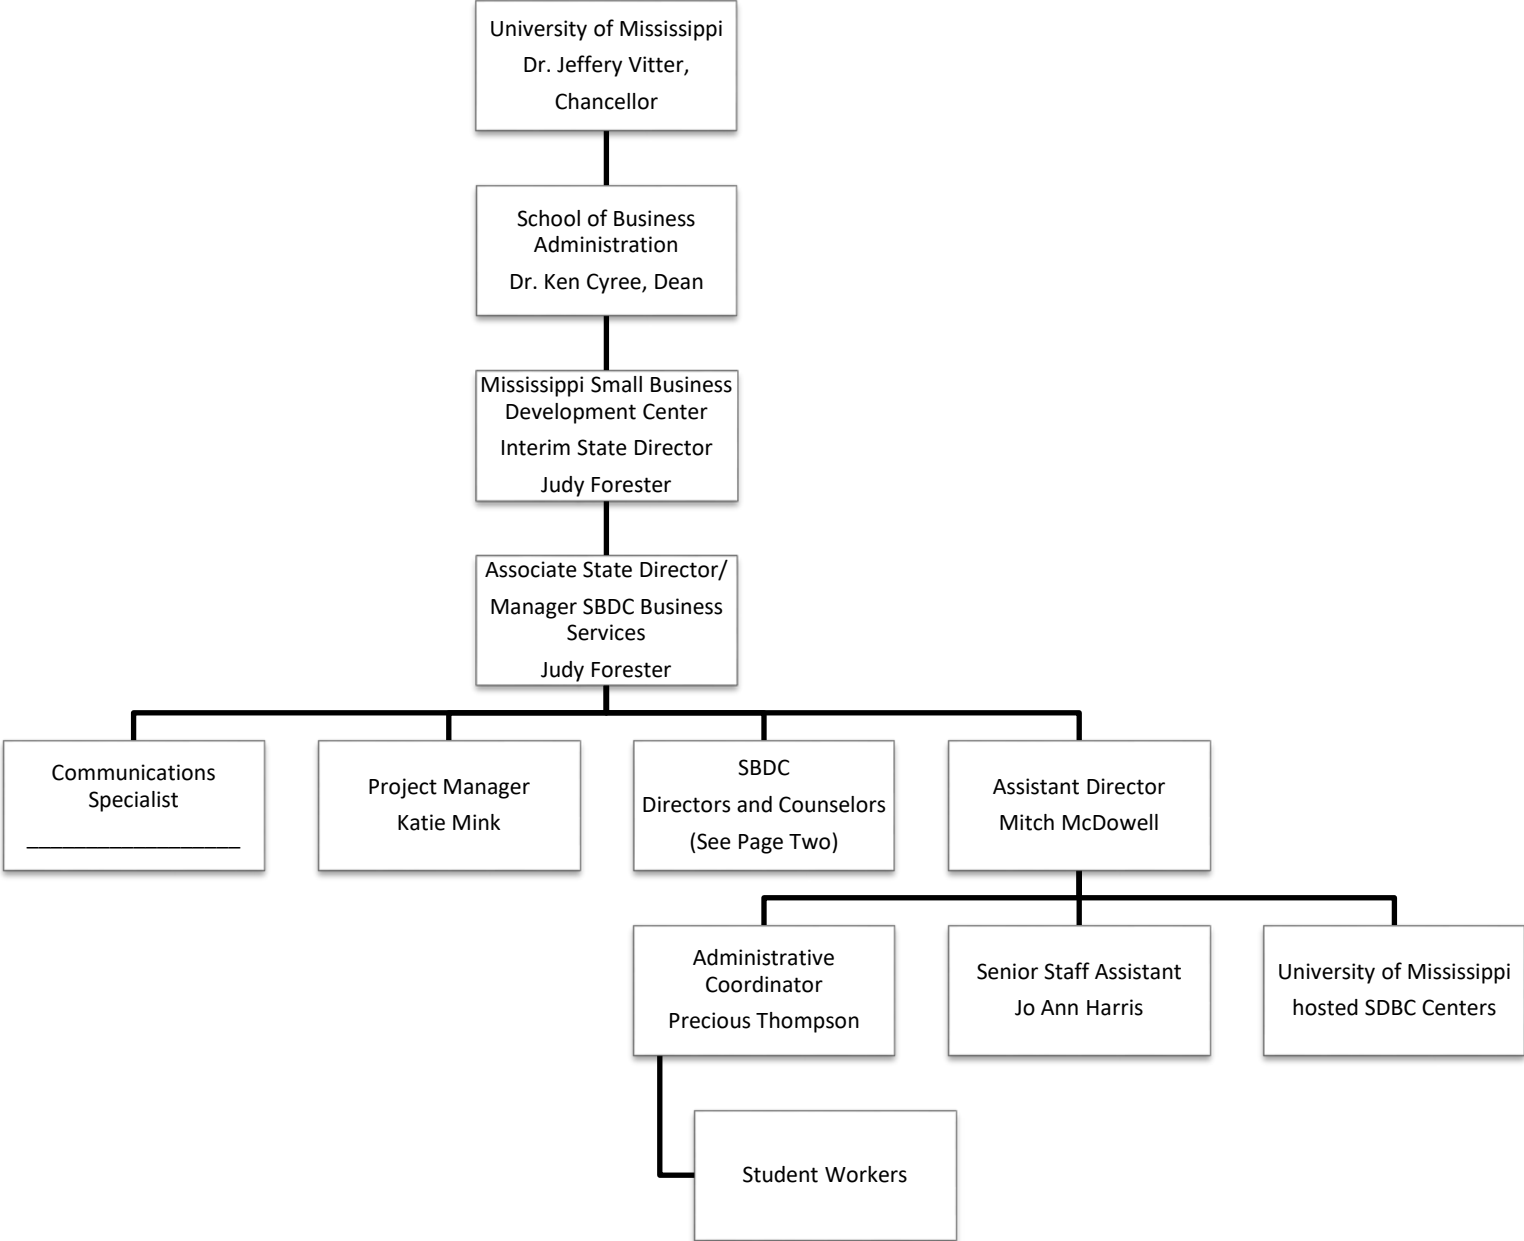 University of Mississippi
Dr. Jeffery Vitter,
Chancellor
School of Business
Administration
Dr. Ken Cyree, Dean
Mississippi Small Business
Development Center
Interim State Director
Judy Forester
Associate State Director/
Manager SBDC Business
Services
Judy Forester
Communications
Specialist
___________________
Project Manager
Katie Mink
SBDC
Directors and Counselors
(See Page Two)
Assistant Director
Mitch McDowell
Administrative
Coordinator
Precious Thompson
Senior Staff Assistant
Jo Ann Harris
University of Mississippi
hosted SDBC Centers
Student Workers